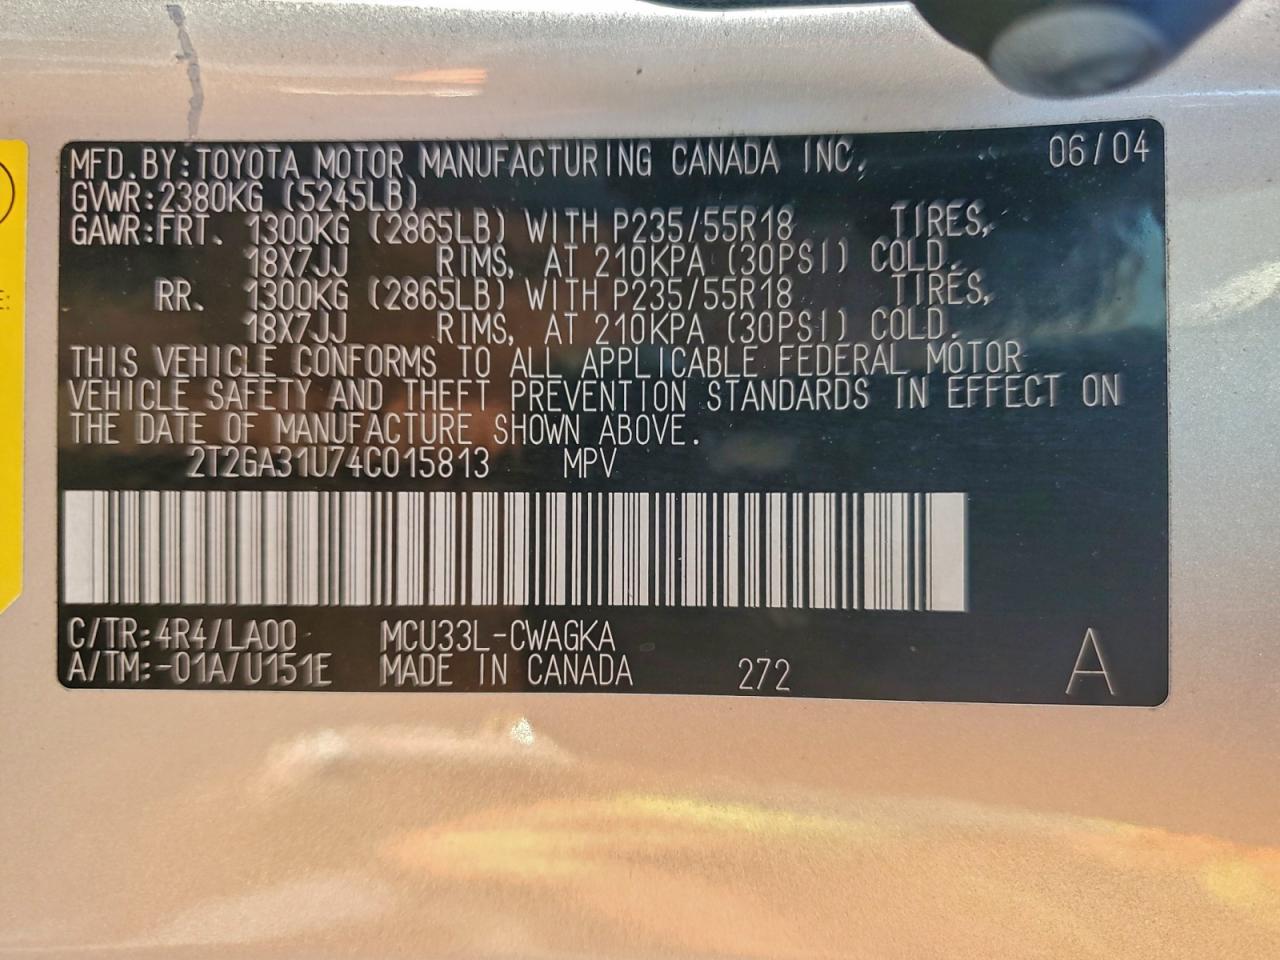 MFD. BY: TOYOTA MOTOR MANUFACTURING CANADA INC, 06/04
GVWR: 2380KG (5245LB)
GAWR: FRT. 1300KG (2865LB) WITH P235/55R18 TIRES,
18X7JJ RIMS, AT 210KPA (30PSI) COLD.
RR. 1300KG (2865LB) WITH P235/55R18 TIRES,
18X7JJ RIMS, AT 210KPA (30PSI) COLD.
THIS VEHICLE CONFORMS TO ALL APPLICABLE FEDERAL MOTOR
VEHICLE SAFETY AND THEFT PREVENTION STANDARDS IN EFFECT ON
THE DATE OF MANUFACTURE SHOWN ABOVE.
2T2GA31U74C015813 MPV
C/TR: 4R4/LA00 MCU33L-CWAGKA
A/TM: -01A/U151E MADE IN CANADA 272 A
E: